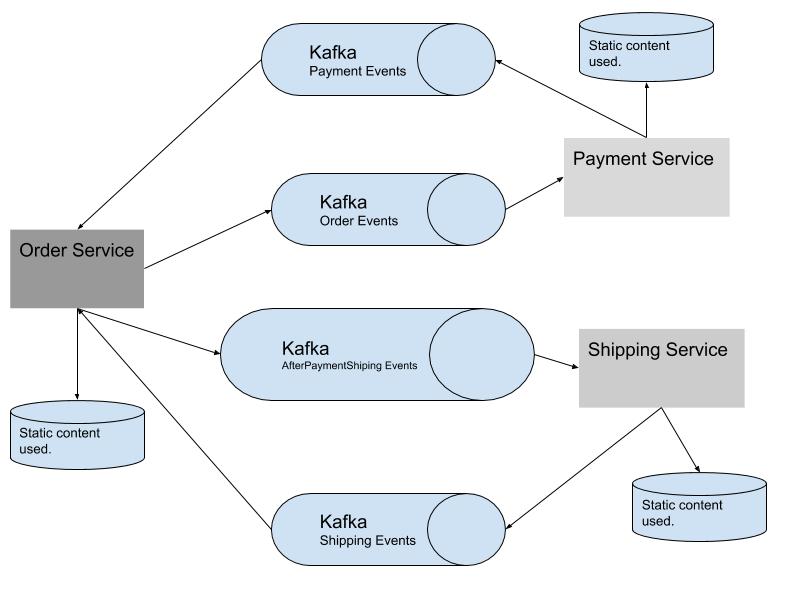 Kafka
Payment Events
Static content
used.
Payment Service
Kafka
Order Events
Order Service
Kafka
AfterPaymentShiping Events
Shipping Service
Static content
used.
Kafka
Shipping Events
Static content
used.